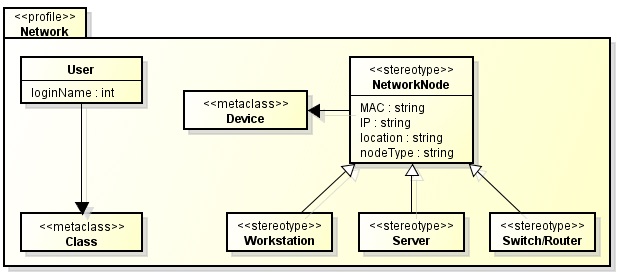 <<profile>>
Network
User
loginName : int
<<metaclass>>
Class
<<metaclass>>
Device
<<stereotype>>
NetworkNode
MAC : string
IP : string
location : string
nodeType : string
<<stereotype>>
Workstation
<<stereotype>>
Server
<<stereotype>>
Switch/Router